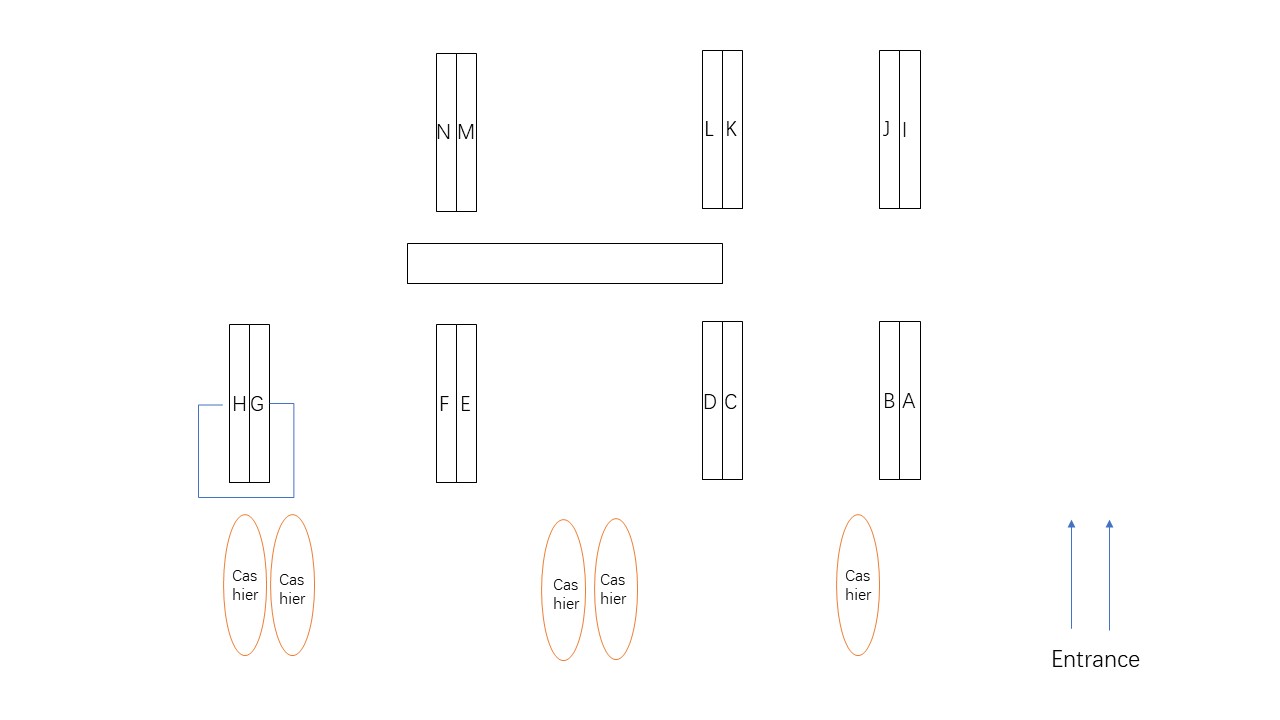 N M
L K
J I
H G
F E
D C
B A
Cas
hier
Cas
hier
Cas
hier
Cas
hier
Cas
hier
Entrance